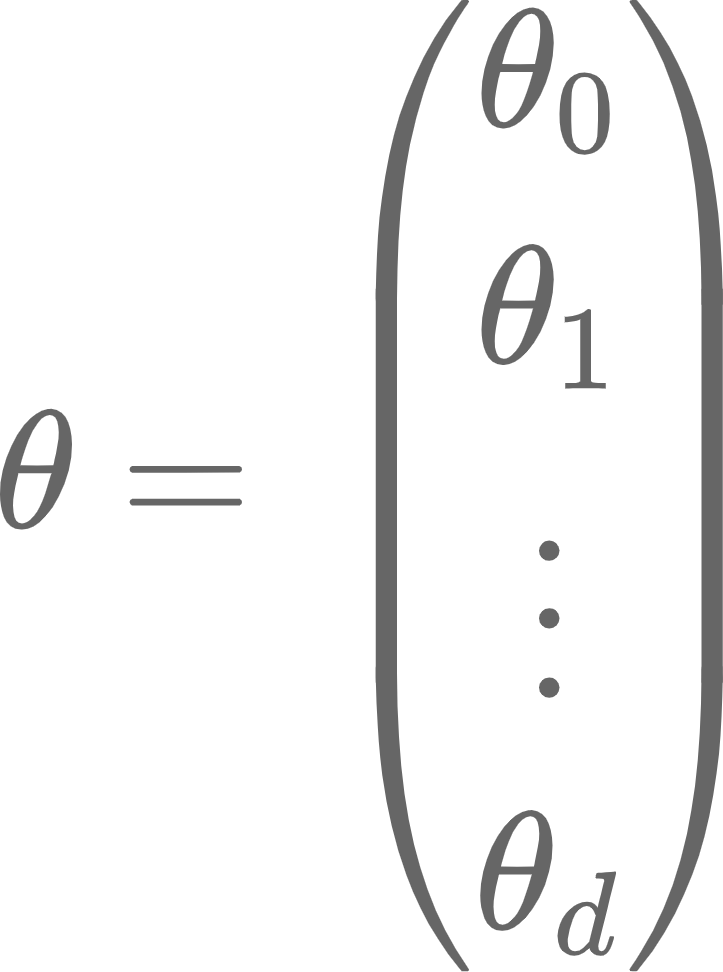 θ = (
θ₀
θ₁
⋮
θ_d
)